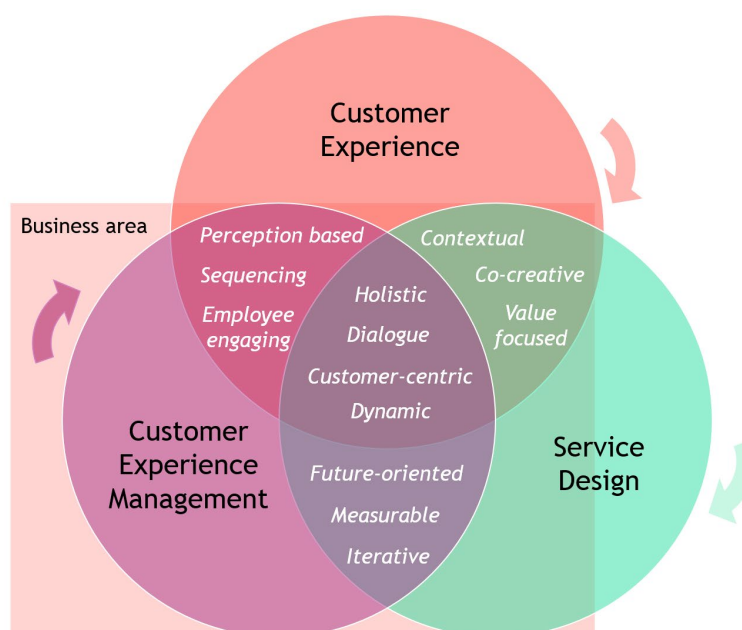 Customer
Experience
Business area
Perception based
Sequencing
Employee
engaging
Contextual
Co-creative
Value
focused
Holistic
Dialogue
Customer-centric
Dynamic
Customer
Experience
Management
Service
Design
Future-oriented
Measurable
Iterative